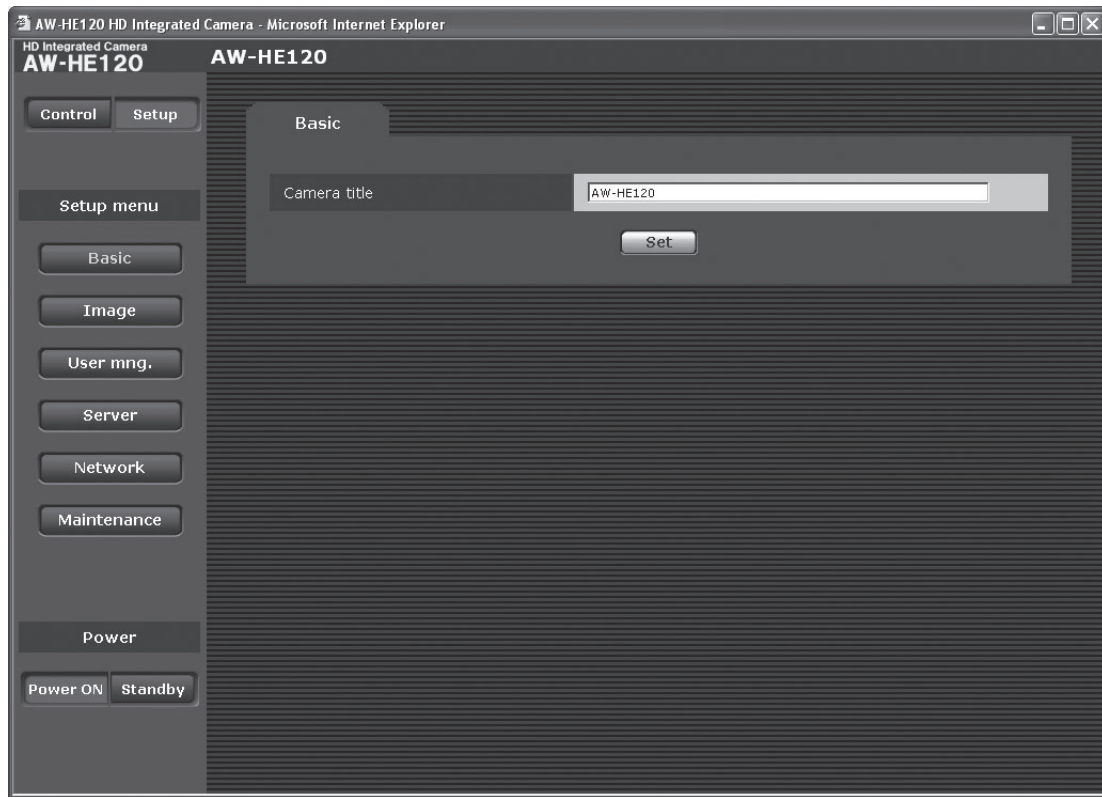 AW-HE120 HD Integrated Camera - Microsoft Internet Explorer
HD Integrated Camera
AW-HE120
AW-HE120
Control
Setup
Basic
Camera title
AW-HE120
Set
Setup menu
Basic
Image
User mng.
Server
Network
Maintenance
Power
Power ON
Standby